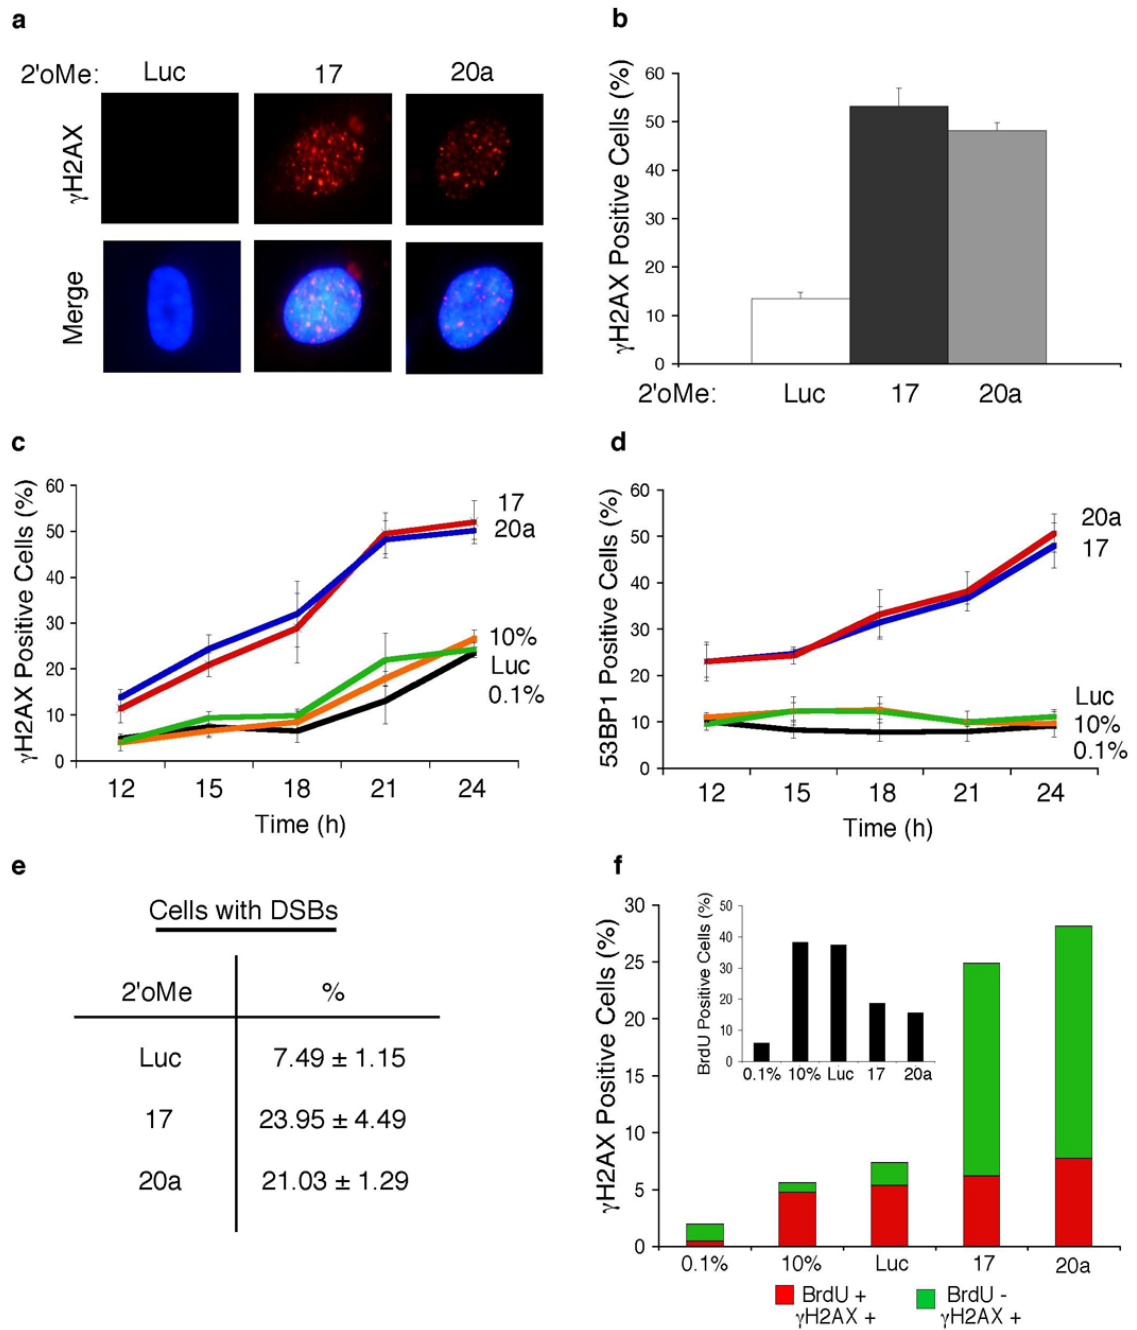 a
2'oMe: Luc 17 20a
γH2AX
Merge
b
γH2AX Positive Cells (%)
60
50
40
30
20
10
0
2'oMe: Luc 17 20a
c
γH2AX Positive Cells (%)
60
50
40
30
20
10
0
17
20a
10%
Luc
0.1%
12 15 18 21 24
Time (h)
d
53BP1 Positive Cells (%)
60
50
40
30
20
10
0
20a
17
Luc
10%
0.1%
12 15 18 21 24
Time (h)
e
Cells with DSBs
2'oMe %
Luc 7.49 ± 1.15
17 23.95 ± 4.49
20a 21.03 ± 1.29
f
γH2AX Positive Cells (%)
30
25
20
15
10
5
0
BrdU Positive Cells (%)
50
40
30
20
10
0
0.1% 10% Luc 17 20a
0.1% 10% Luc 17 20a
BrdU +
γH2AX +
BrdU -
γH2AX +